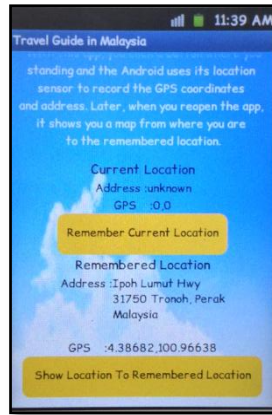 11:39 AM
Travel Guide in Malaysia
standing and the Android uses its location
sensor to record the GPS coordinates
and address. Later, when you reopen the app,
it shows you a map from where you are
to the remembered location.
Current Location
Address :unknown
GPS :0,0
Remember Current Location
Remembered Location
Address :Ipoh Lumut Hwy
31750 Tronoh, Perak
Malaysia
GPS :4.38682,100.96638
Show Location To Remembered Location